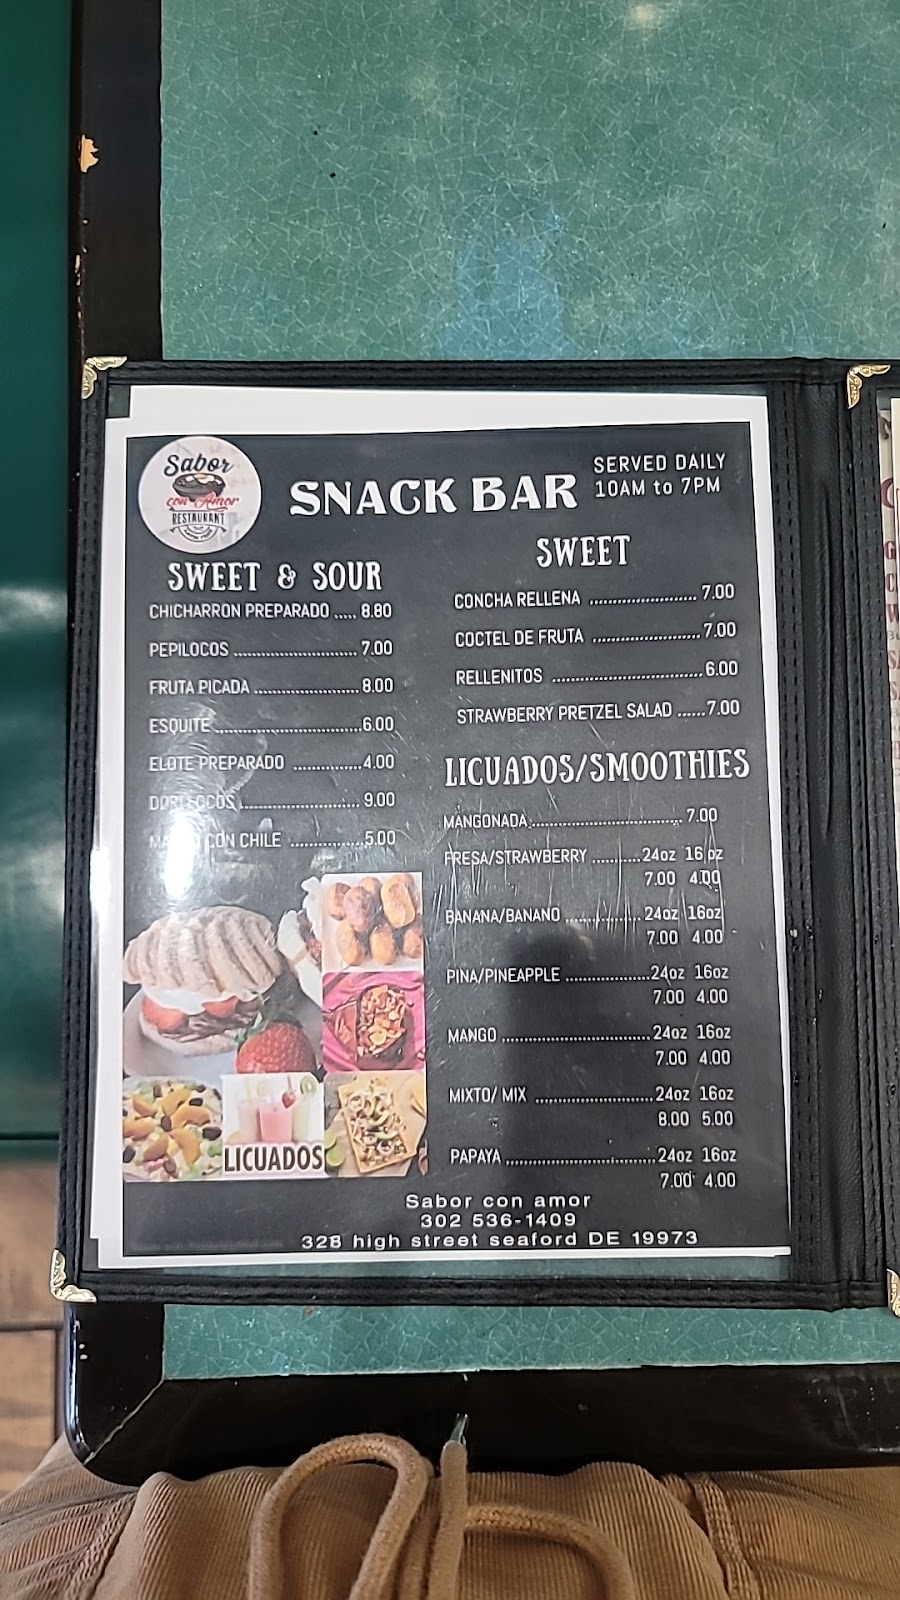 Sabor
con Amor
RESTAURANT
SNACK BAR
SERVED DAILY
10AM to 7PM
SWEET & SOUR
CHICHARRON PREPARADO ..... 8.80
PEPILOCOS ............................ 7.00
FRUTA PICADA ........................ 8.00
ESQUITE .................................6.00
ELOTE PREPARADO ...............4.00
DORILOCOS ........................... 9.00
CON CHILE .................5.00
SWEET
CONCHA RELLENA ........................ 7.00
COCTEL DE FRUTA ........................7.00
RELLENITOS .................................6.00
STRAWBERRY PRETZEL SALAD ......7.00
LICUADOS/SMOOTHIES
MANGONADA.................................. 7.00
FRESA/STRAWBERRY ...........24oz 16 oz
7.00 4.00
BANANA/BANANO ................. 24oz 16oz
7.00 4.00
PINA/PINEAPPLE ...................24oz 16oz
7.00 4.00
MANGO .................................24oz 16oz
7.00 4.00
MIXTO/ MIX ..........................24oz 16oz
8.00 5.00
PAPAYA .................................24oz 16oz
7.00 4.00
LICUADOS
Sabor con amor
302 536-1409
328 high street seaford DE 19973